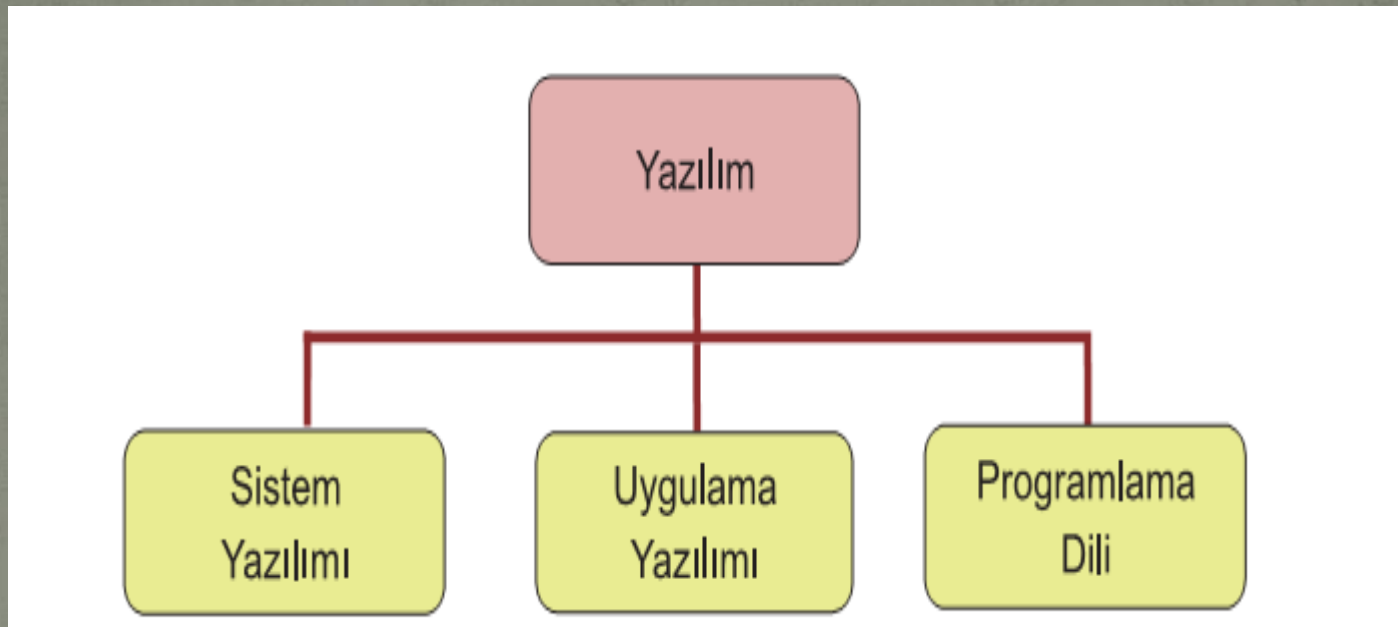 Yazılım
Sistem
Yazılımı
Uygulama
Yazılımı
Programlama
Dili